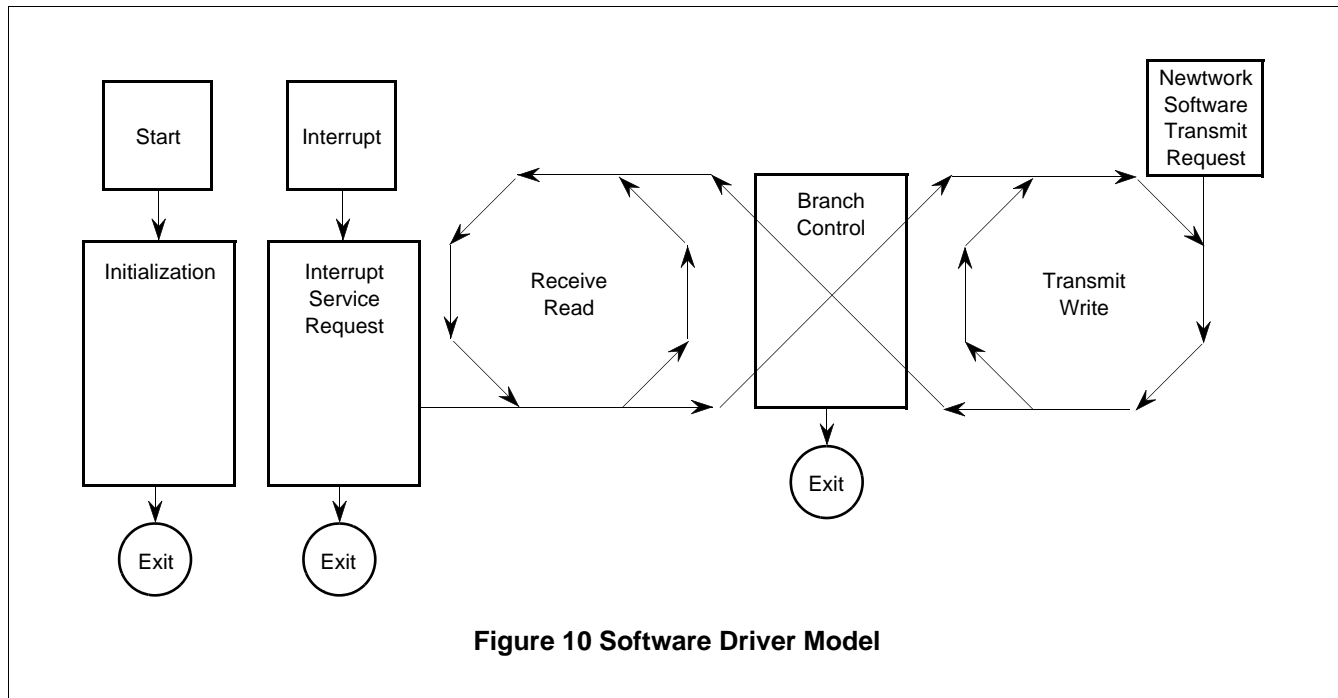 Start
Interrupt
Newtwork
Software
Transmit
Request
Branch
Control
Initialization
Interrupt
Service
Request
Receive
Read
Transmit
Write
Exit
Exit
Exit
Figure 10 Software Driver Model